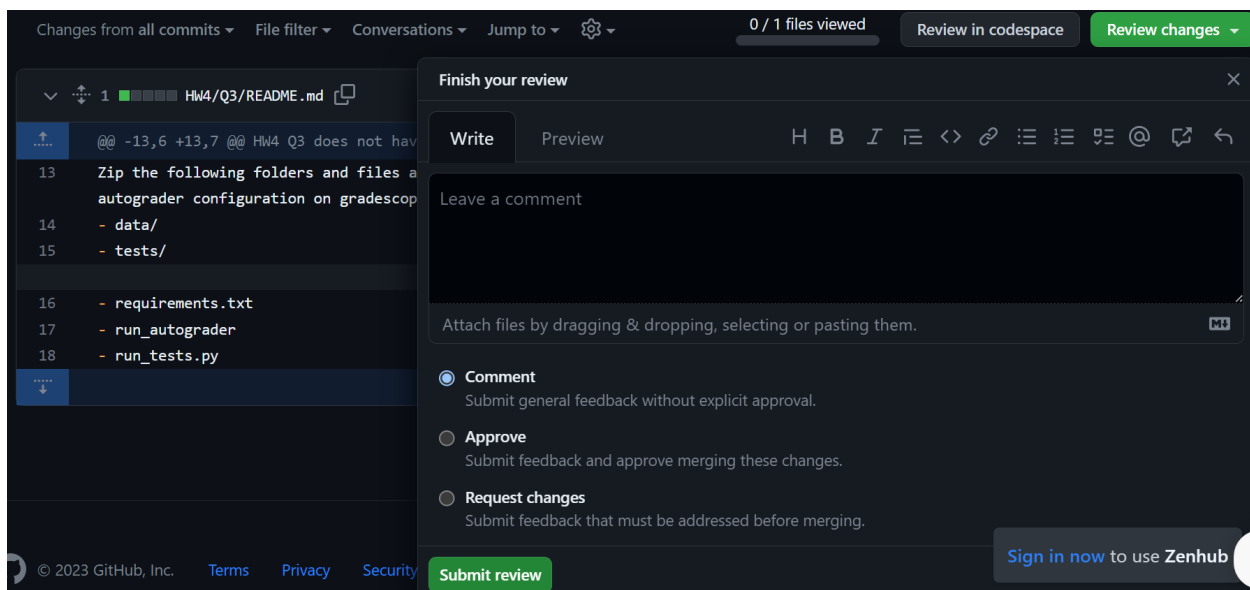 Changes from all commits File filter Conversations Jump to 0 / 1 files viewed Review in codespace Review changes
1 HW4/Q3/README.md
@@ -13,6 +13,7 @@ HW4 Q3 does not hav
13 Zip the following folders and files a
autograder configuration on gradescop
14 - data/
15 - tests/
16 - requirements.txt
17 - run_autograder
18 - run_tests.py
Finish your review
Write Preview
Leave a comment
Attach files by dragging & dropping, selecting or pasting them.
Comment
Submit general feedback without explicit approval.
Approve
Submit feedback and approve merging these changes.
Request changes
Submit feedback that must be addressed before merging.
Submit review
Sign in now to use Zenhub
© 2023 GitHub, Inc. Terms Privacy Security